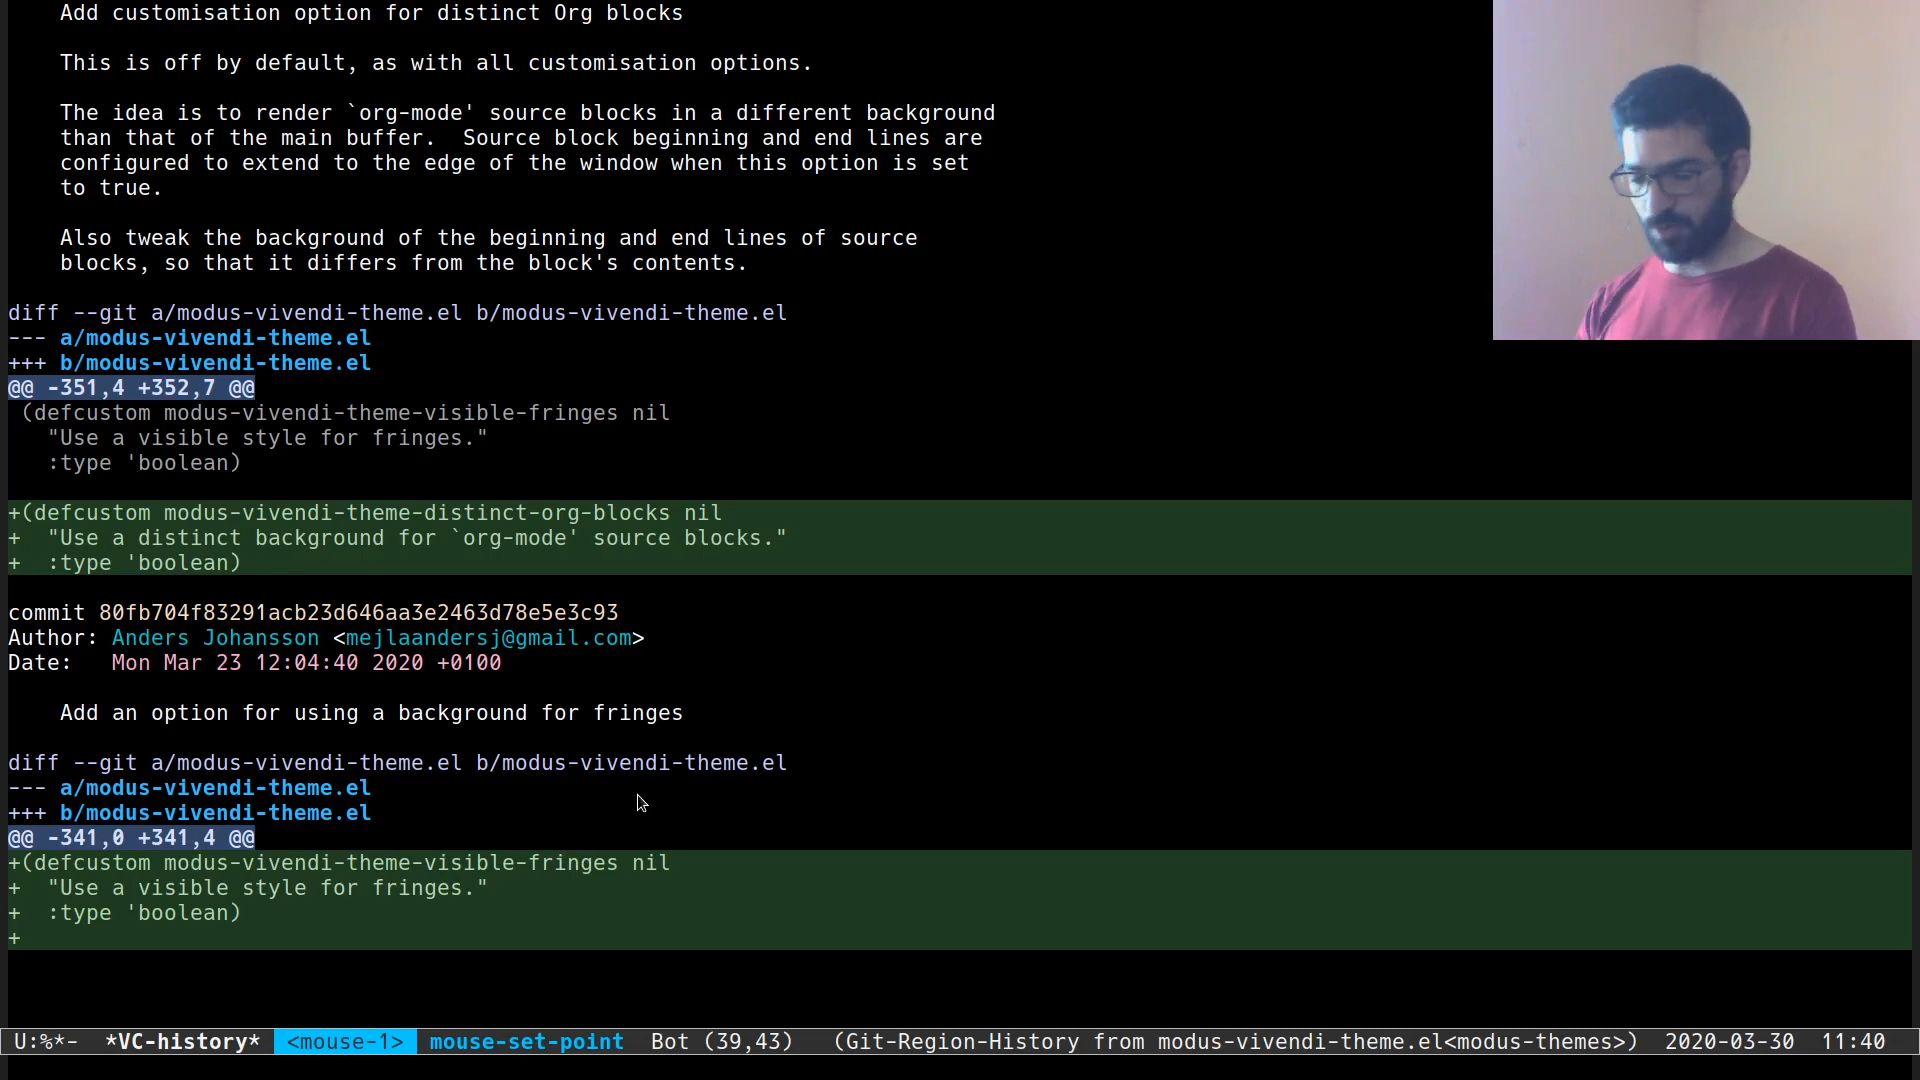 Add customisation option for distinct Org blocks
This is off by default, as with all customisation options.
The idea is to render `org-mode' source blocks in a different background
than that of the main buffer.  Source block beginning and end lines are
configured to extend to the edge of the window when this option is set
to true.
Also tweak the background of the beginning and end lines of source
blocks, so that it differs from the block's contents.
diff --git a/modus-vivendi-theme.el b/modus-vivendi-theme.el
--- a/modus-vivendi-theme.el
+++ b/modus-vivendi-theme.el
@@ -351,4 +352,7 @@
 (defcustom modus-vivendi-theme-visible-fringes nil
   "Use a visible style for fringes."
   :type 'boolean)
+(defcustom modus-vivendi-theme-distinct-org-blocks nil
+  "Use a distinct background for `org-mode' source blocks."
+  :type 'boolean)
commit 80fb704f83291acb23d646aa3e2463d78e5e3c93
Author: Anders Johansson <mejlaandersj@gmail.com>
Date:   Mon Mar 23 12:04:40 2020 +0100
Add an option for using a background for fringes
diff --git a/modus-vivendi-theme.el b/modus-vivendi-theme.el
--- a/modus-vivendi-theme.el
+++ b/modus-vivendi-theme.el
@@ -341,0 +341,4 @@
+(defcustom modus-vivendi-theme-visible-fringes nil
+  "Use a visible style for fringes."
+  :type 'boolean)
+
U:%*-  *VC-history* <mouse-1> mouse-set-point  Bot (39,43)   (Git-Region-History from modus-vivendi-theme.el<modus-themes>)  2020-03-30  11:40